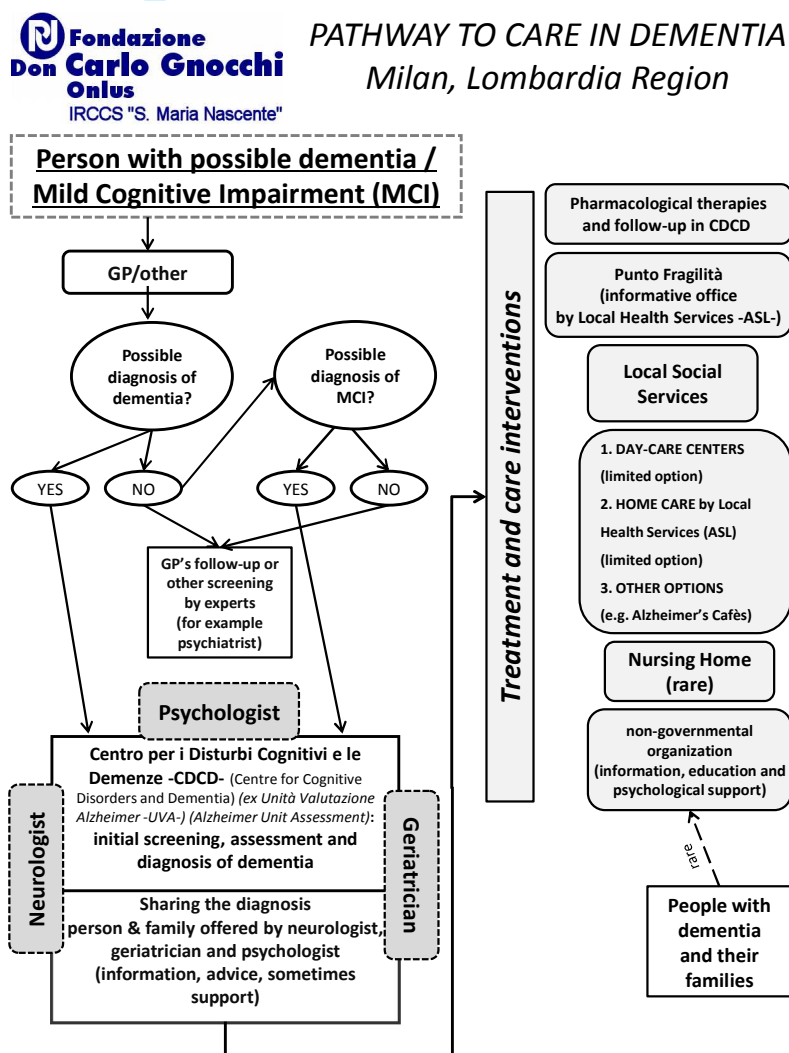 Fondazione
Don Carlo Gnocchi
Onlus
IRCCS "S. Maria Nascente"
PATHWAY TO CARE IN DEMENTIA
Milan, Lombardia Region
Person with possible dementia /
Mild Cognitive Impairment (MCI)
GP/other
Possible
diagnosis of
dementia?
Possible
diagnosis of
MCI?
YES
NO
YES
NO
GP's follow-up or
other screening
by experts
(for example
psychiatrist)
Psychologist
Neurologist
Geriatrician
Centro per i Disturbi Cognitivi e le
Demenze -CDCD- (Centre for Cognitive
Disorders and Dementia) (ex Unità Valutazione
Alzheimer -UVA-) (Alzheimer Unit Assessment):
initial screening, assessment and
diagnosis of dementia
Sharing the diagnosis
person & family offered by neurologist,
geriatrician and psychologist
(information, advice, sometimes
support)
Treatment and care interventions
Pharmacological therapies
and follow-up in CDCD
Punto Fragilità
(informative office
by Local Health Services -ASL-)
Local Social
Services
1. DAY-CARE CENTERS
(limited option)
2. HOME CARE by Local
Health Services (ASL)
(limited option)
3. OTHER OPTIONS
(e.g. Alzheimer's Cafès)
Nursing Home
(rare)
non-governmental
organization
(information, education and
psychological support)
rare
People with
dementia
and their
families